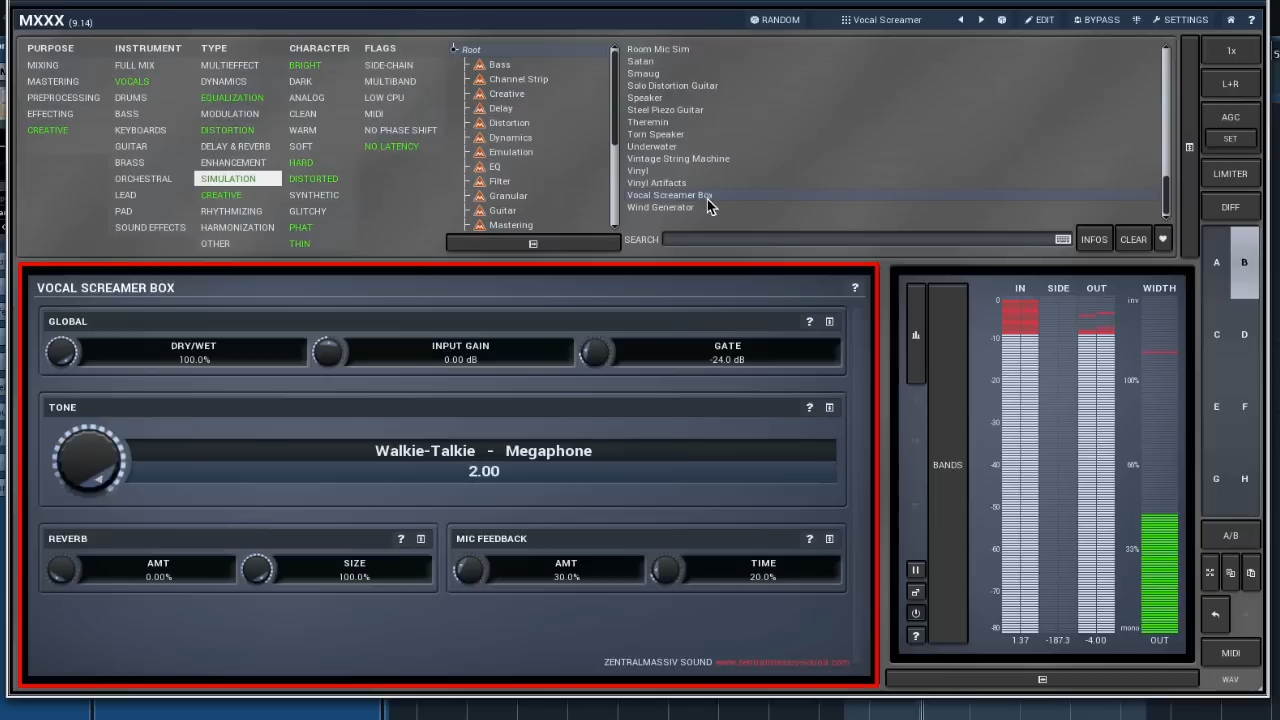 MXXX (9.14)
RANDOM
Vocal Screamer
EDIT
BYPASS
SETTINGS
?
PURPOSE
MIXING
MASTERING
PREPROCESSING
EFFECTING
CREATIVE
INSTRUMENT
FULL MIX
VOCALS
DRUMS
BASS
KEYBOARDS
GUITAR
BRASS
ORCHESTRAL
LEAD
PAD
SOUND EFFECTS
TYPE
MULTIEFFECT
DYNAMICS
EQUALIZATION
MODULATION
DISTORTION
DELAY & REVERB
ENHANCEMENT
SIMULATION
CREATIVE
RHYTHMIZING
HARMONIZATION
OTHER
CHARACTER
BRIGHT
DARK
ANALOG
CLEAN
WARM
SOFT
HARD
DISTORTED
SYNTHETIC
GLITCHY
PHAT
THIN
FLAGS
SIDE-CHAIN
MULTIBAND
LOW CPU
MIDI
NO PHASE SHIFT
NO LATENCY
Root
Bass
Channel Strip
Creative
Delay
Distortion
Dynamics
Emulation
EQ
Filter
Granular
Guitar
Mastering
Room Mic Sim
Satan
Smaug
Solo Distortion Guitar
Speaker
Steel Piezo Guitar
Theremin
Torn Speaker
Underwater
Vintage String Machine
Vinyl
Vinyl Artifacts
Vocal Screamer Box
Wind Generator
SEARCH
INFOS
CLEAR
1x
L+R
AGC
SET
LIMITER
DIFF
A B
C D
E F
G H
A/B
MIDI
WAV
VOCAL SCREAMER BOX ?
GLOBAL ?
DRY/WET
100.0%
INPUT GAIN
0.00 dB
GATE
-24.0 dB
TONE ?
Walkie-Talkie - Megaphone
2.00
REVERB ?
AMT
0.00%
SIZE
100.0%
MIC FEEDBACK ?
AMT
30.0%
TIME
20.0%
ZENTRALMASSIV SOUND www.zentralmassiv-sound.com
BANDS
?
IN SIDE OUT WIDTH
0 inv
-10
-20 100%
-30
-40 66%
-50
-60 33%
-70
-80 mono
1.37 -187.3 -4.00 OUT